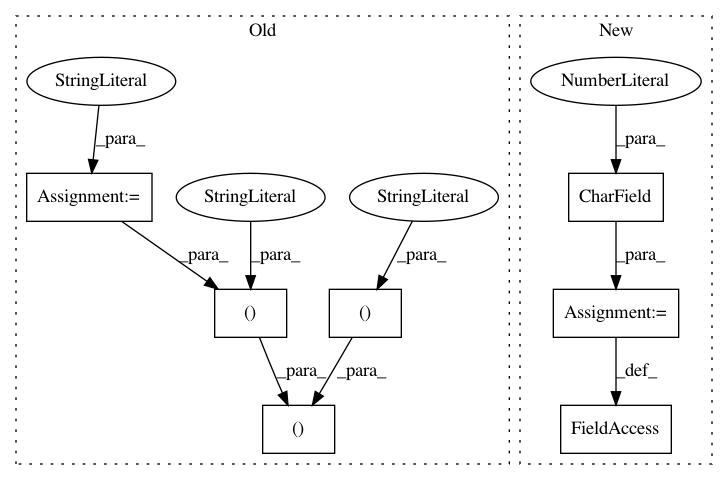 Old
New
StringLiteral
NumberLiteral
_para_
_para_
Assignment:=
StringLiteral
StringLiteral
CharField
_para_
_para_
_para_
_para_
()
()
Assignment:=
_para_
_para_
_def_
()
FieldAccess